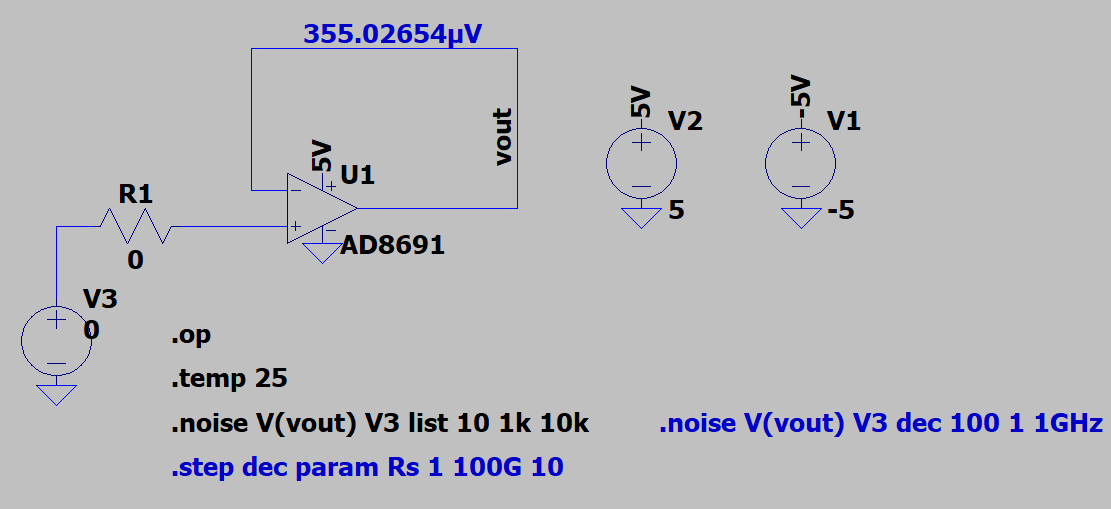 355.02654µV
vout
5V
U1
AD8691
R1
0
V3
0
5V
V2
5
-5V
V1
-5
.op
.temp 25
.noise V(vout) V3 list 10 1k 10k
.noise V(vout) V3 dec 100 1 1GHz
.step dec param Rs 1 100G 10